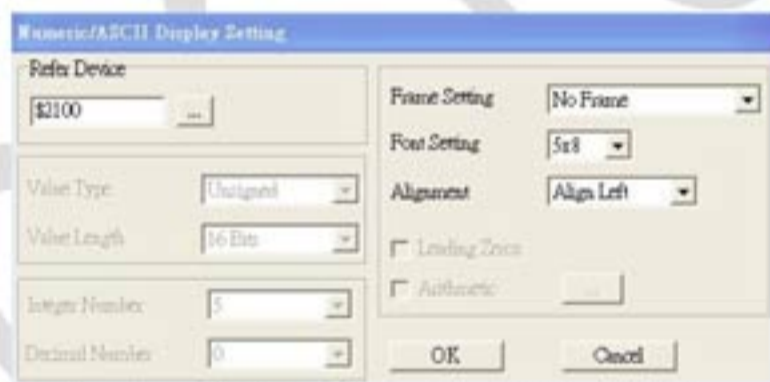 Numeric/ASCII Display Setting
Refer Device
$2100
...
Value Type
Unsigned
Value Length
16 Bits
Integer Number
5
Decimal Number
0
Frame Setting
No Frame
Font Setting
5x8
Alignment
Align Left
Leading Zeros
Arithmetic
...
OK
Cancel